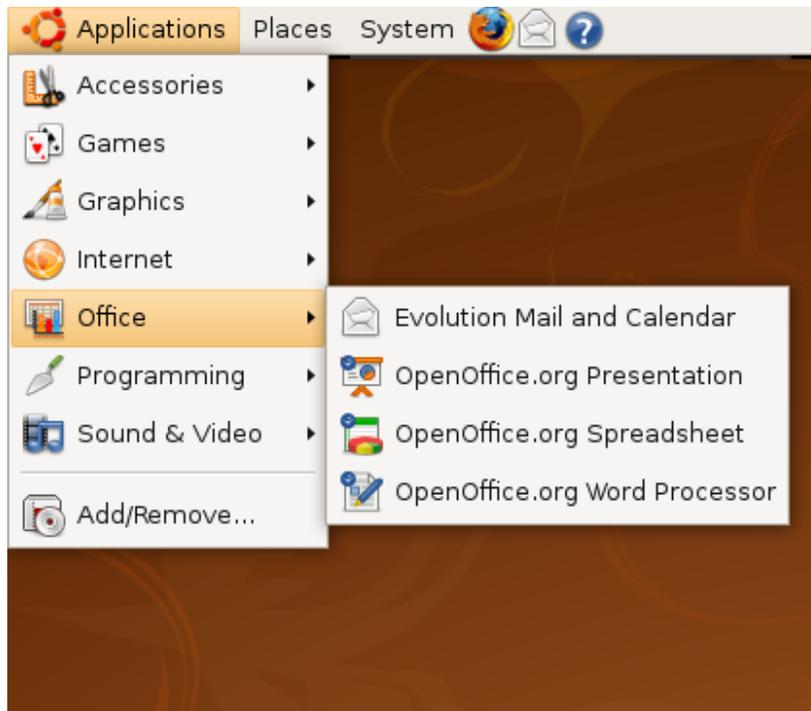 Applications Places System
Accessories
Games
Graphics
Internet
Office
Programming
Sound & Video
Add/Remove...
Evolution Mail and Calendar
OpenOffice.org Presentation
OpenOffice.org Spreadsheet
OpenOffice.org Word Processor